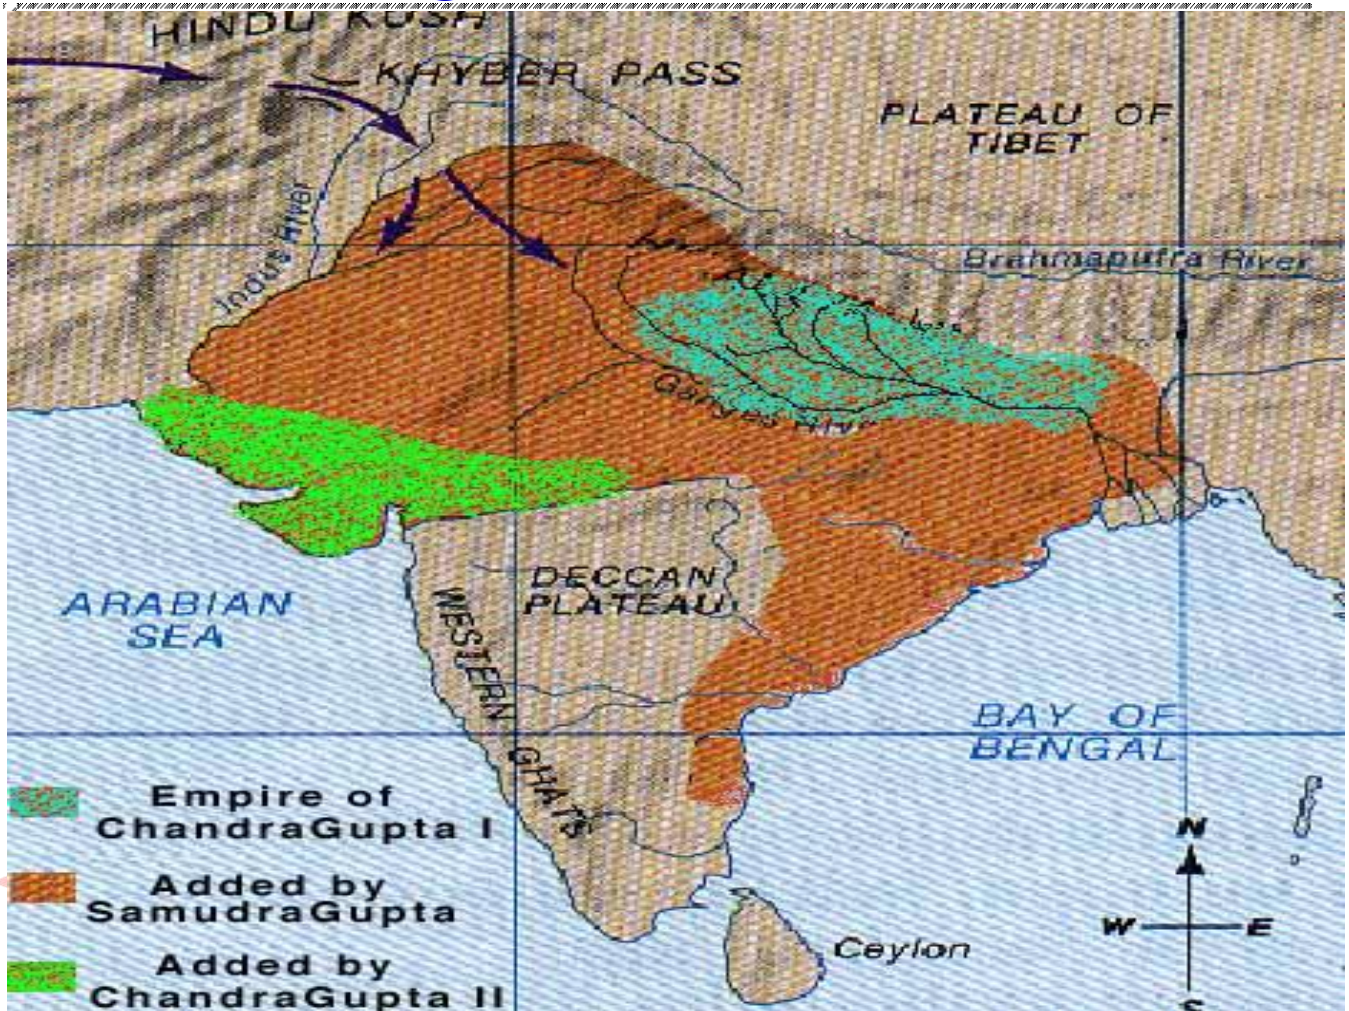 HINDU KUSH
KHYBER PASS
PLATEAU OF
TIBET
Indus River
Brahmaputra River
Ganges River
DECCAN
PLATEAU
ARABIAN
SEA
WESTERN GHATS
BAY OF
BENGAL
Empire of
ChandraGupta I
Added by
SamudraGupta
Added by
ChandraGupta II
N
W E
S
Ceylon